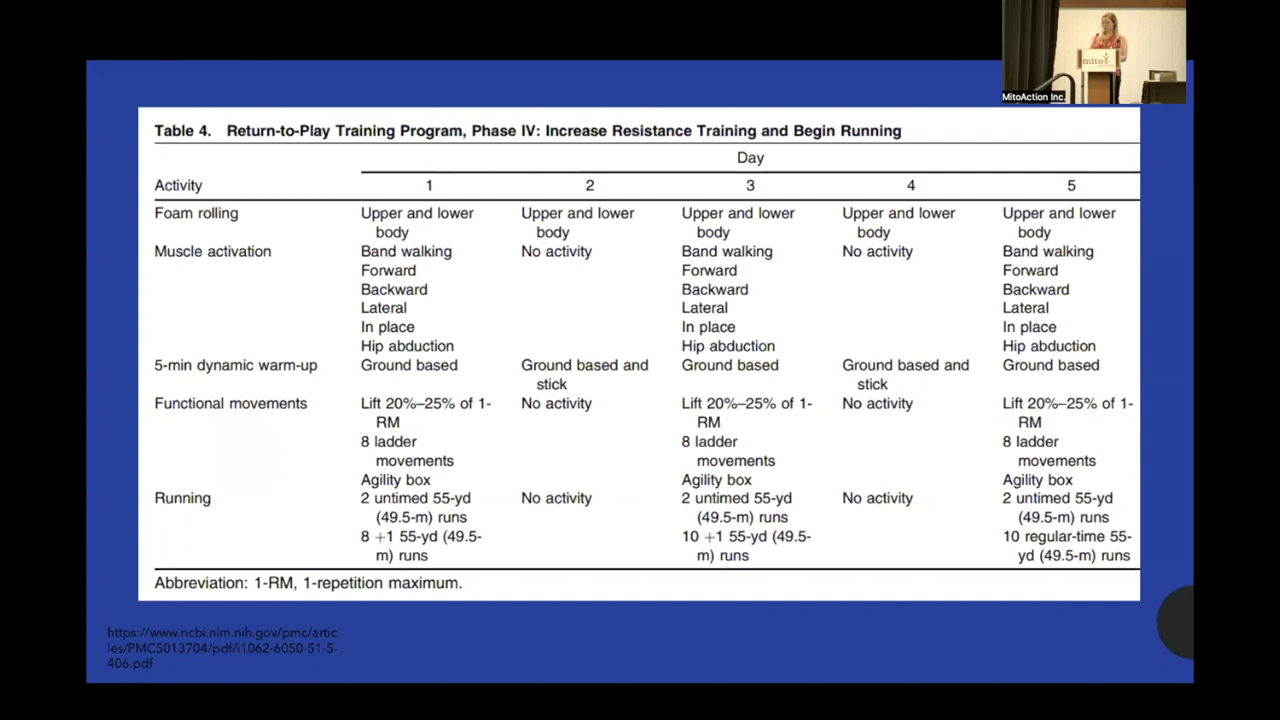 mito
MitoAction Inc.
Table 4. Return-to-Play Training Program, Phase IV: Increase Resistance Training and Begin Running
Day
Activity 1 2 3 4 5
Foam rolling Upper and lower Upper and lower Upper and lower Upper and lower Upper and lower
body body body body body
Muscle activation Band walking No activity Band walking No activity Band walking
Forward Forward Forward
Backward Backward Backward
Lateral Lateral Lateral
In place In place In place
Hip abduction Hip abduction Hip abduction
5-min dynamic warm-up Ground based Ground based and Ground based Ground based and Ground based
stick stick
Functional movements Lift 20%–25% of 1- No activity Lift 20%–25% of 1- No activity Lift 20%–25% of 1-
RM RM RM
8 ladder 8 ladder 8 ladder
movements movements movements
Agility box Agility box Agility box
Running 2 untimed 55-yd No activity 2 untimed 55-yd No activity 2 untimed 55-yd
(49.5-m) runs (49.5-m) runs (49.5-m) runs
8 +1 55-yd (49.5- 10 +1 55-yd (49.5- 10 regular-time 55-
m) runs m) runs yd (49.5-m) runs
Abbreviation: 1-RM, 1-repetition maximum.
https://www.ncbi.nlm.nih.gov/pmc/artic
les/PMC5013704/pdf/i1062-6050-51-5-
406.pdf